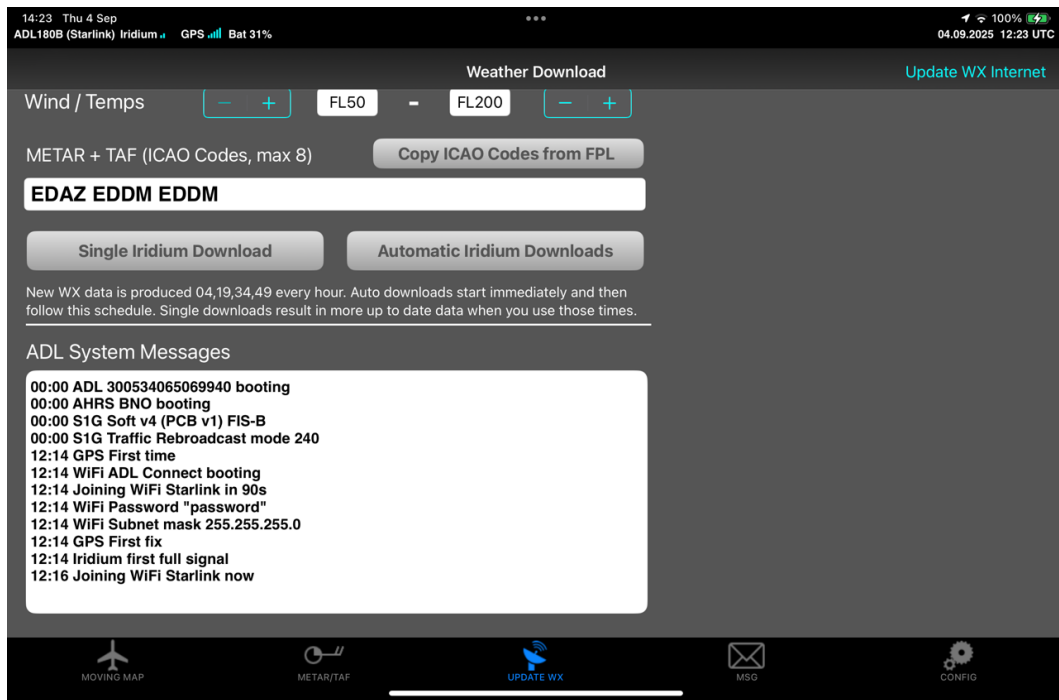 14:23 Thu 4 Sep
100%
ADL180B (Starlink) Iridium GPS Bat 31%
04.09.2025 12:23 UTC
Weather Download
Update WX Internet
Wind / Temps - + FL50 - FL200 - +
METAR + TAF (ICAO Codes, max 8)
Copy ICAO Codes from FPL
EDAZ EDDM EDDM
Single Iridium Download
Automatic Iridium Downloads
New WX data is produced 04,19,34,49 every hour. Auto downloads start immediately and then
follow this schedule. Single downloads result in more up to date data when you use those times.
ADL System Messages
00:00 ADL 300534065069940 booting
00:00 AHRS BNO booting
00:00 S1G Soft v4 (PCB v1) FIS-B
00:00 S1G Traffic Rebroadcast mode 240
12:14 GPS First time
12:14 WiFi ADL Connect booting
12:14 Joining WiFi Starlink in 90s
12:14 WiFi Password "password"
12:14 WiFi Subnet mask 255.255.255.0
12:14 GPS First fix
12:14 Iridium first full signal
12:16 Joining WiFi Starlink now
MOVING MAP
METAR/TAF
UPDATE WX
MSG
CONFIG